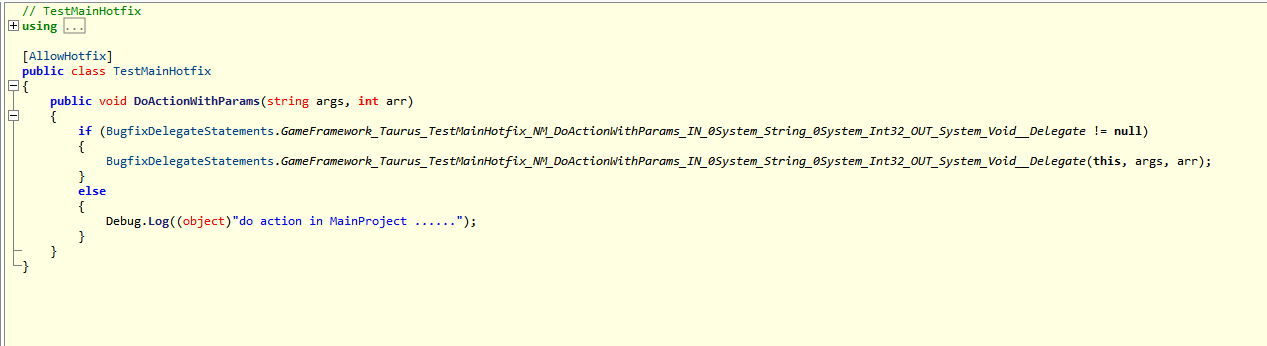 // TestMainHotfix
using ...
[AllowHotfix]
public class TestMainHotfix
{
public void DoActionWithParams(string args, int arr)
{
if (BugfixDelegateStatements.GameFramework_Taurus_TestMainHotfix_NM_DoActionWithParams_IN_0System_String_0System_Int32_OUT_System_Void__Delegate != null)
{
BugfixDelegateStatements.GameFramework_Taurus_TestMainHotfix_NM_DoActionWithParams_IN_0System_String_0System_Int32_OUT_System_Void__Delegate(this, args, arr);
}
else
{
Debug.Log((object)"do action in MainProject ......");
}
}
}